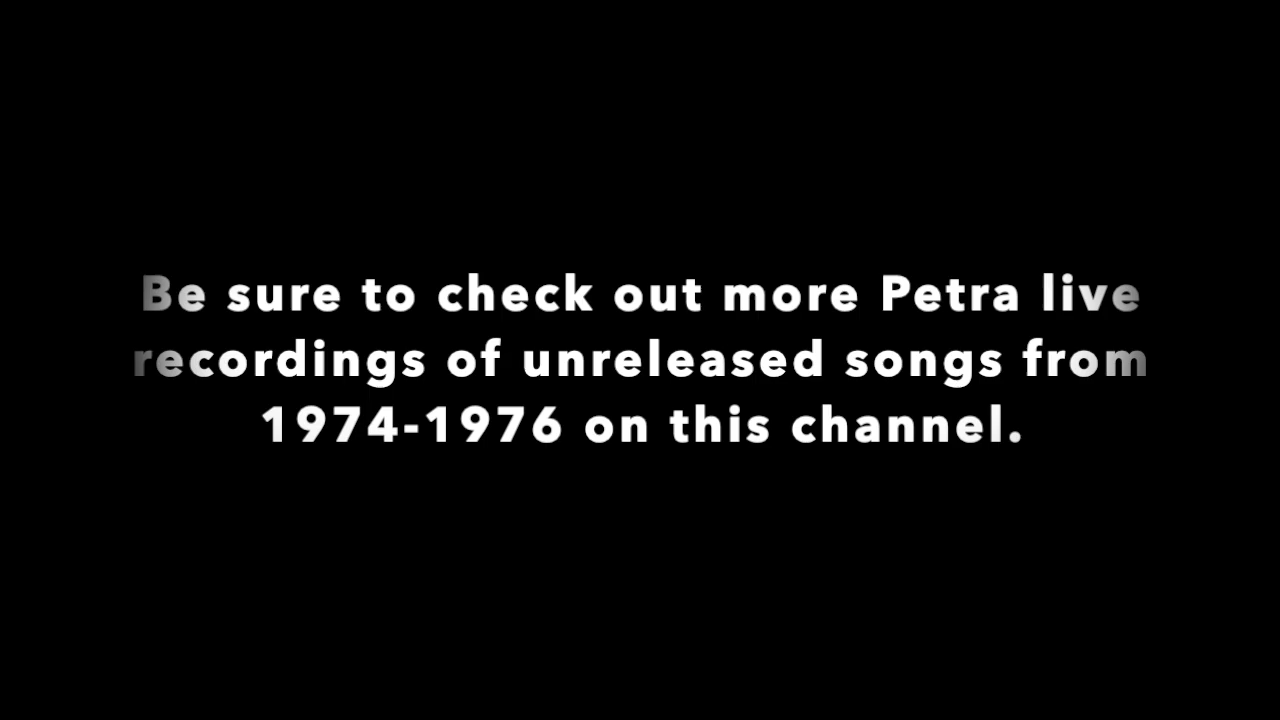 Be sure to check out more Petra live
recordings of unreleased songs from
1974-1976 on this channel.